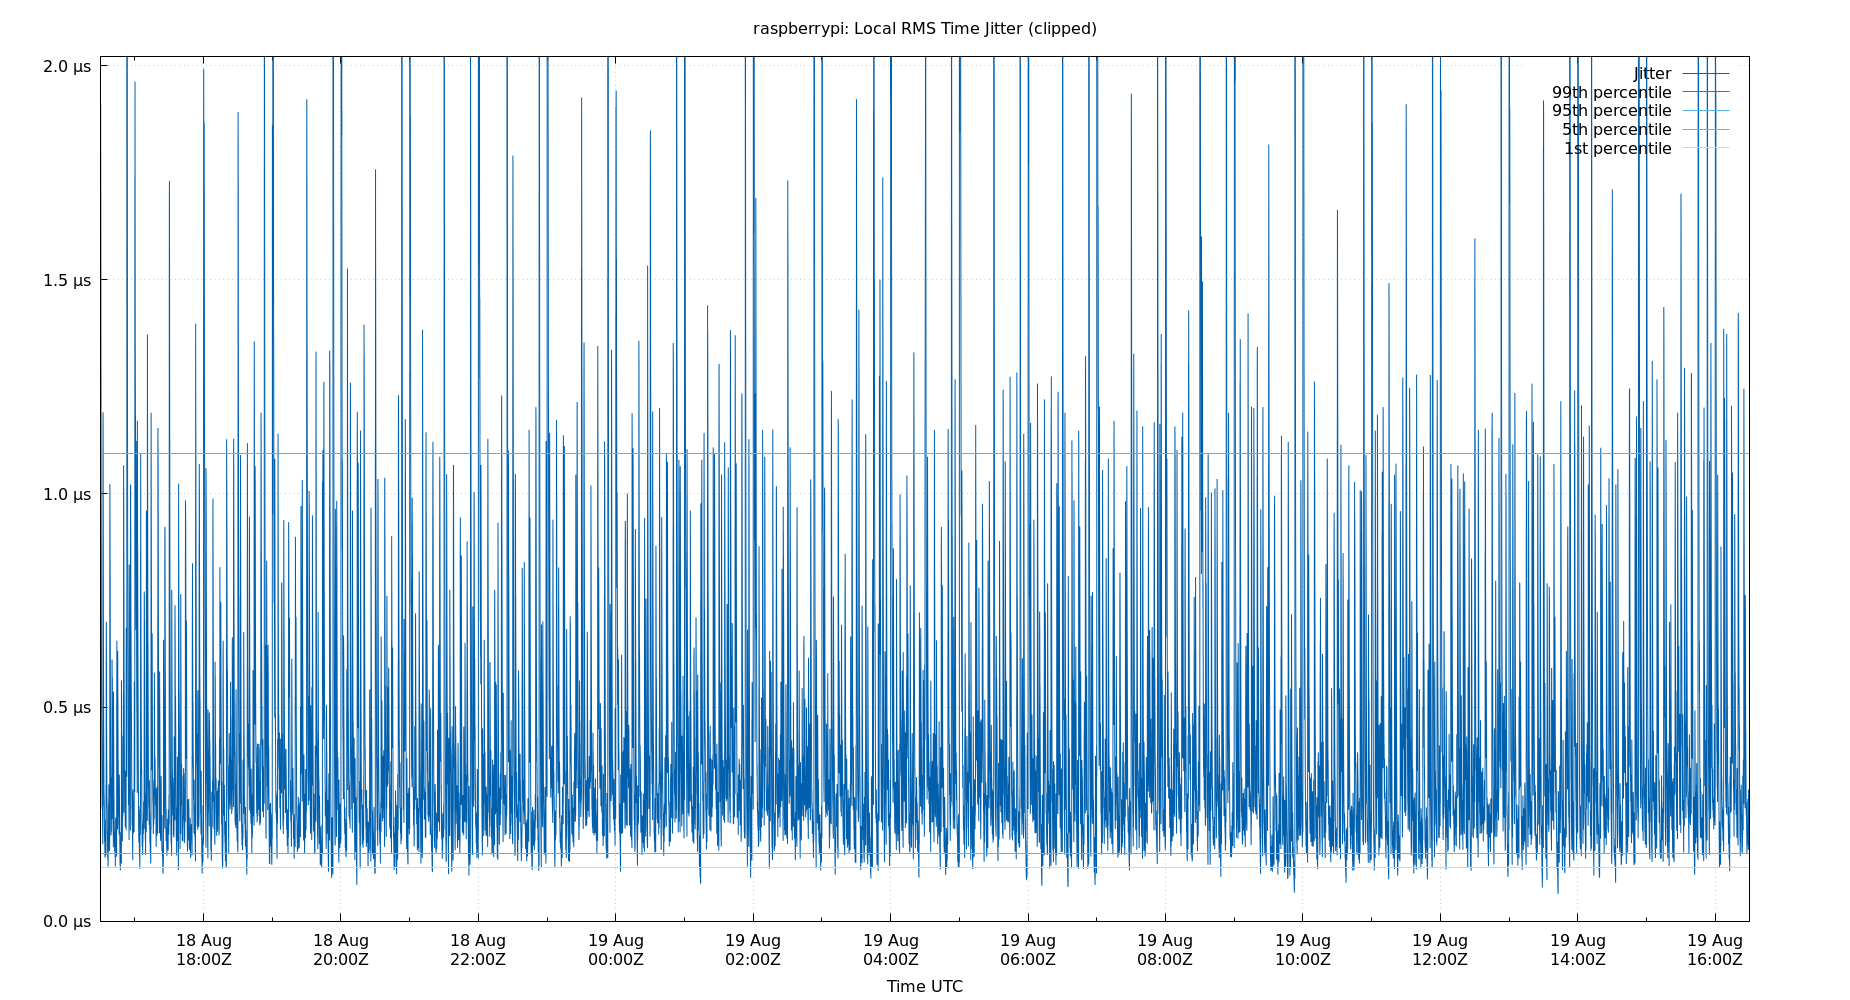 raspberrypi: Local RMS Time Jitter (clipped)
2.0 µs
1.5 µs
1.0 µs
0.5 µs
0.0 µs
Jitter
99th percentile
95th percentile
5th percentile
1st percentile
18 Aug 18 Aug 18 Aug 19 Aug 19 Aug 19 Aug 19 Aug 19 Aug 19 Aug 19 Aug 19 Aug 19 Aug
18:00Z 20:00Z 22:00Z 00:00Z 02:00Z 04:00Z 06:00Z 08:00Z 10:00Z 12:00Z 14:00Z 16:00Z
Time UTC